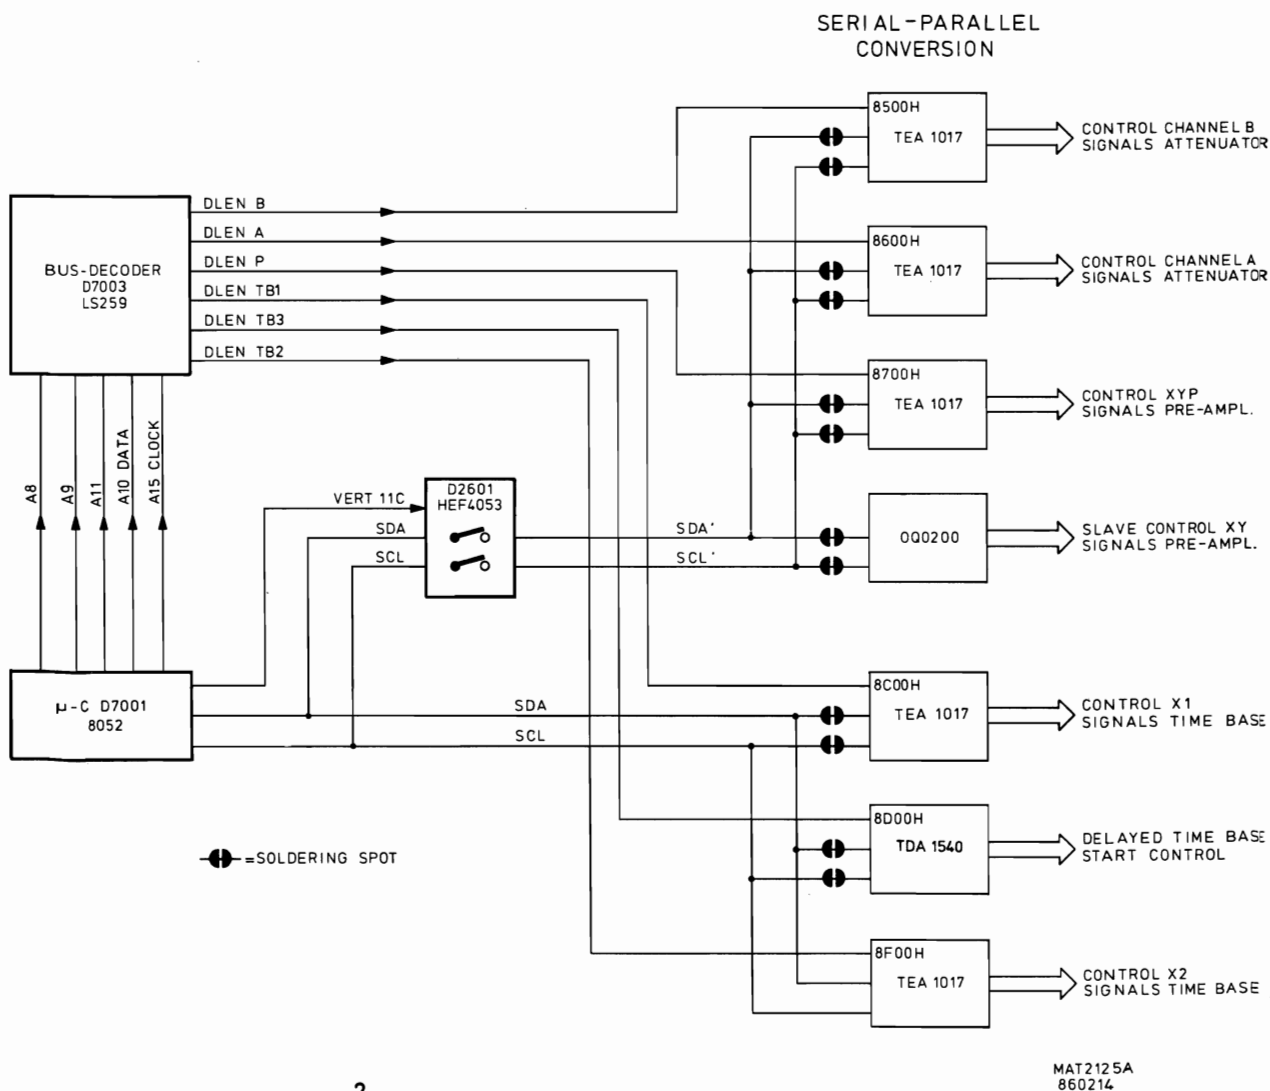 SERIAL-PARALLEL
CONVERSION
8500H
TEA 1017
CONTROL CHANNEL B
SIGNALS ATTENUATOR
BUS-DECODER
D7003
LS259
DLEN B
DLEN A
DLEN P
DLEN TB1
DLEN TB3
DLEN TB2
8600H
TEA 1017
CONTROL CHANNEL A
SIGNALS ATTENUATOR
8700H
TEA 1017
CONTROL XYP
SIGNALS PRE-AMPL.
A8
A9
A11
A10 DATA
A15 CLOCK
VERT 11C
SDA
SCL
D2601
HEF4053
SDA'
SCL'
OQ0200
SLAVE CONTROL XY
SIGNALS PRE-AMPL.
μ-C D7001
8052
SDA
SCL
8C00H
TEA 1017
CONTROL X1
SIGNALS TIME BASE
8D00H
TDA 1540
DELAYED TIME BASE
START CONTROL
=SOLDERING SPOT
8F00H
TEA 1017
CONTROL X2
SIGNALS TIME BASE
MAT2125A
860214